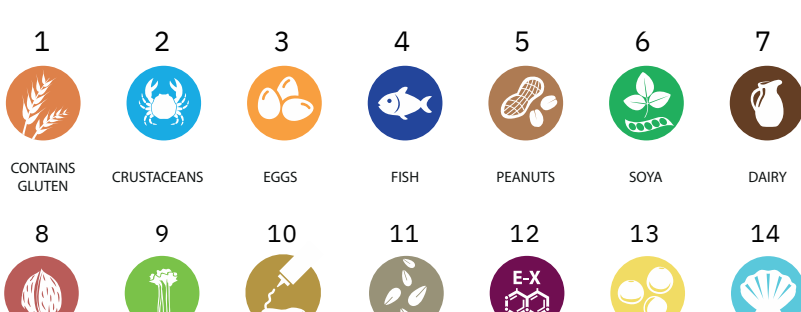 1 2 3 4 5 6 7
CONTAINS
GLUTEN
CRUSTACEANS
EGGS
FISH
PEANUTS
SOYA
DAIRY
8 9 10 11 12 13 14
E-X